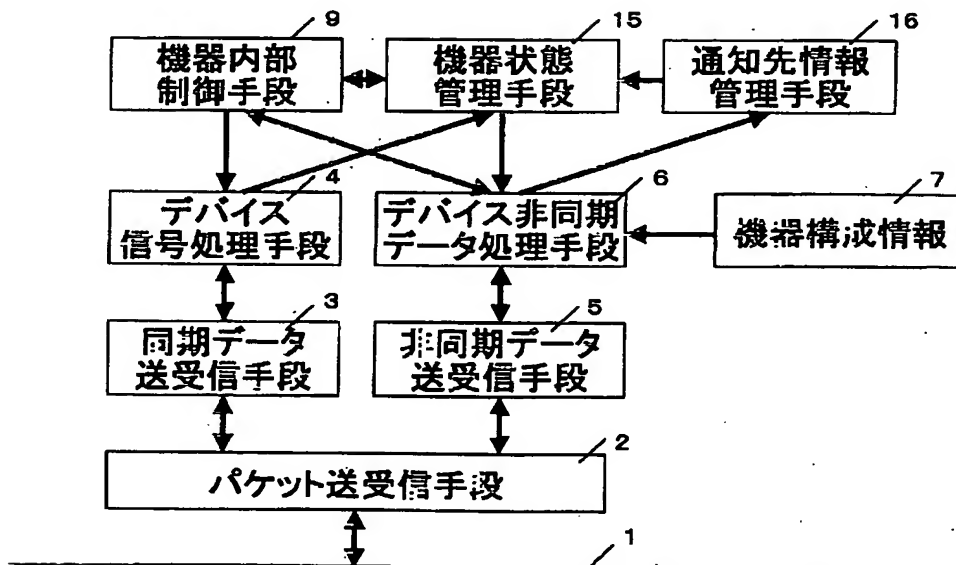 9
15
16
機器内部
制御手段
機器状態
管理手段
通知先情報
管理手段
4
6
7
デバイス
信号処理手段
デバイス非同期
データ処理手段
機器構成情報
3
5
同期データ
送受信手段
非同期データ
送受信手段
2
パケット送受信手段
1